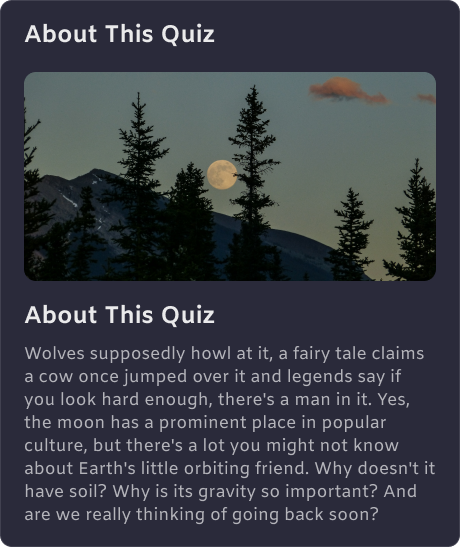 About This Quiz
About This Quiz
Wolves supposedly howl at it, a fairy tale claims
a cow once jumped over it and legends say if
you look hard enough, there's a man in it. Yes,
the moon has a prominent place in popular
culture, but there's a lot you might not know
about Earth's little orbiting friend. Why doesn't it
have soil? Why is its gravity so important? And
are we really thinking of going back soon?